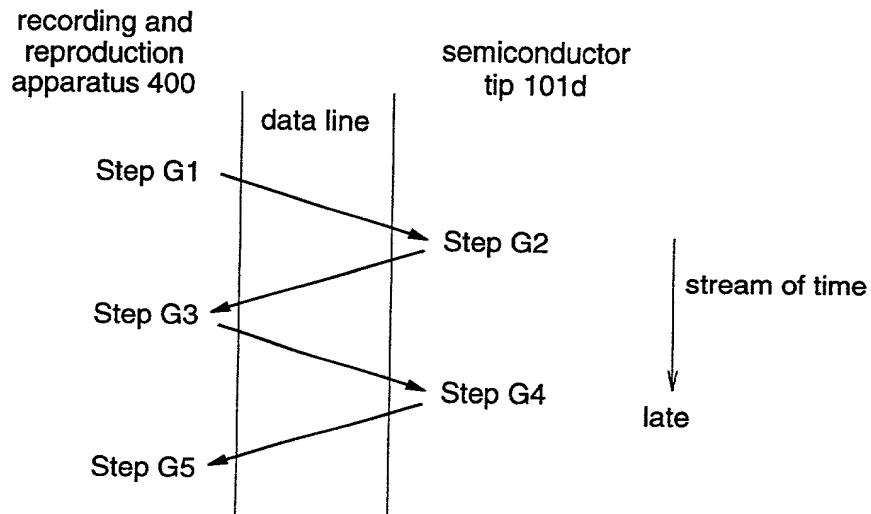 recording and
reproduction
apparatus 400
semiconductor
tip 101d
data line
Step G1
Step G2
stream of time
Step G3
Step G4
late
Step G5